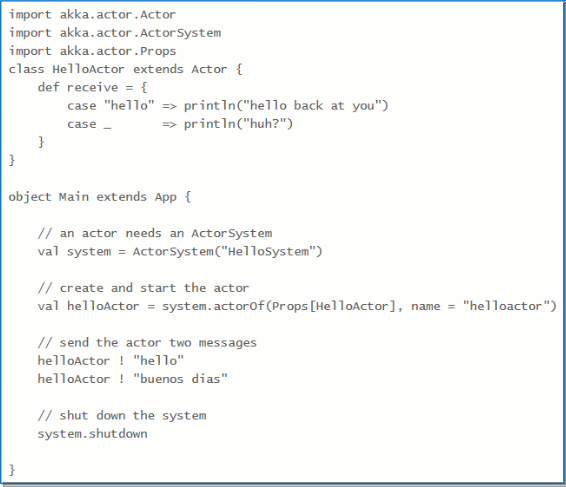 import akka.actor.Actor
import akka.actor.ActorSystem
import akka.actor.Props
class HelloActor extends Actor {
    def receive = {
        case "hello" => println("hello back at you")
        case _       => println("huh?")
    }
}

object Main extends App {

    // an actor needs an ActorSystem
    val system = ActorSystem("HelloSystem")

    // create and start the actor
    val helloActor = system.actorOf(Props[HelloActor], name = "helloactor")

    // send the actor two messages
    helloActor ! "hello"
    helloActor ! "buenos dias"

    // shut down the system
    system.shutdown

}